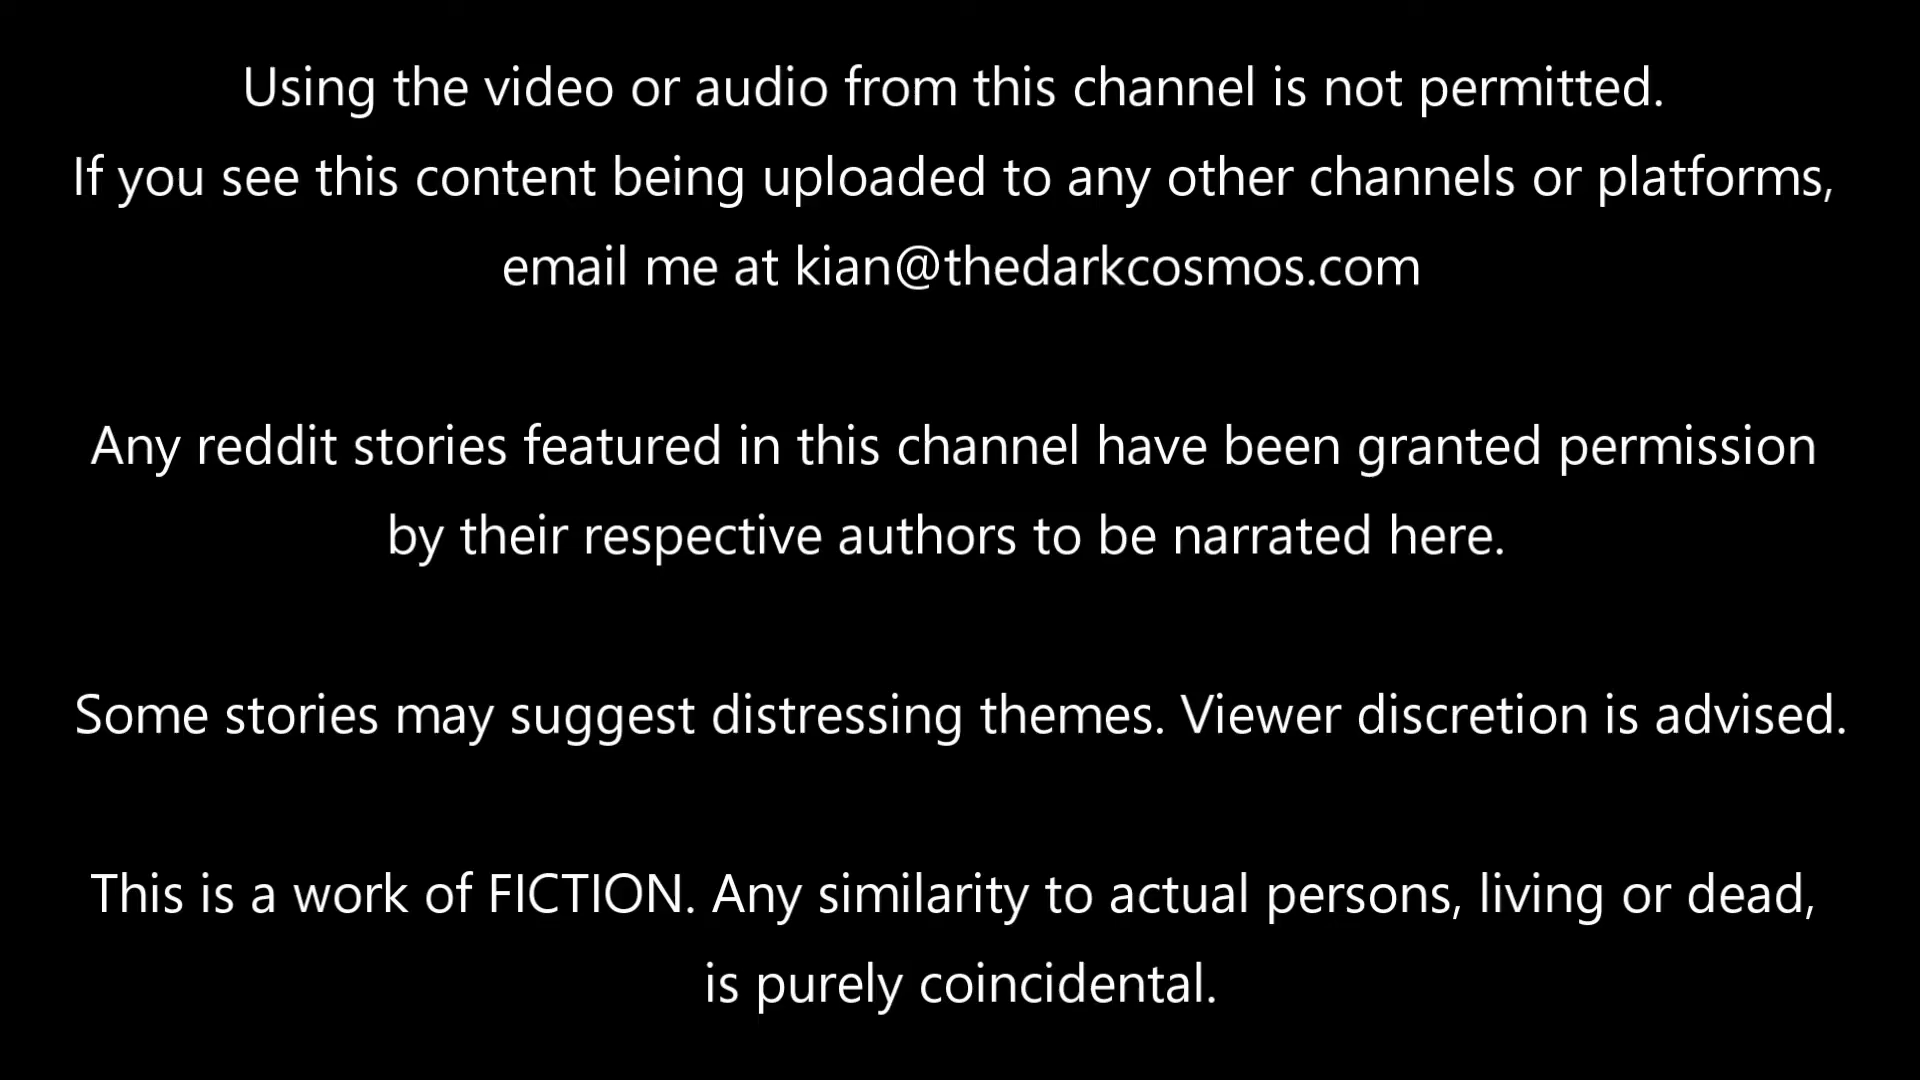 Using the video or audio from this channel is not permitted.
If you see this content being uploaded to any other channels or platforms,
email me at kian@thedarkcosmos.com
Any reddit stories featured in this channel have been granted permission
by their respective authors to be narrated here.
Some stories may suggest distressing themes. Viewer discretion is advised.
This is a work of FICTION. Any similarity to actual persons, living or dead,
is purely coincidental.